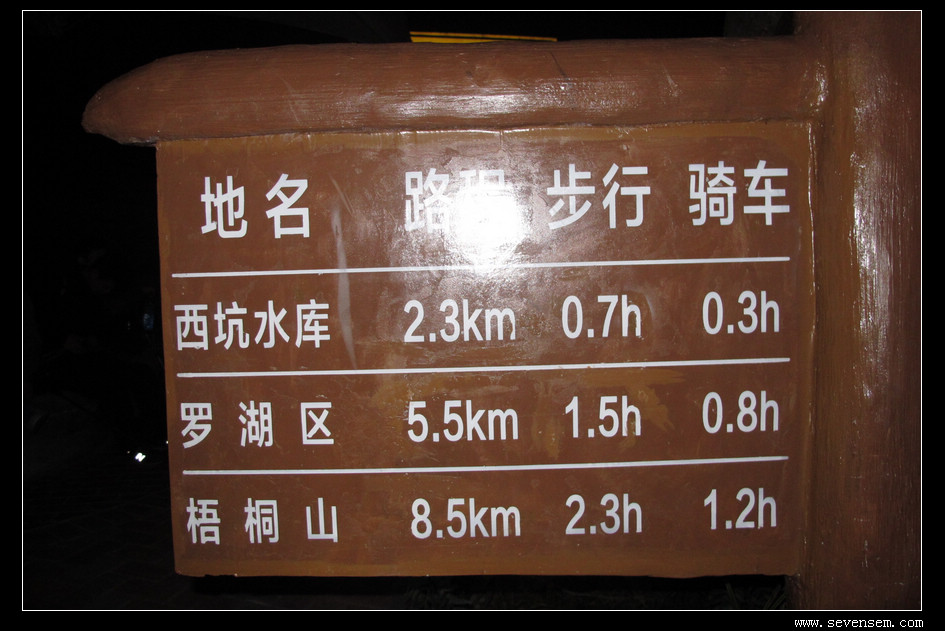 地名 路程 步行 骑车
西坑水库 2.3km 0.7h 0.3h
罗湖区 5.5km 1.5h 0.8h
梧桐山 8.5km 2.3h 1.2h
www.sevensem.com